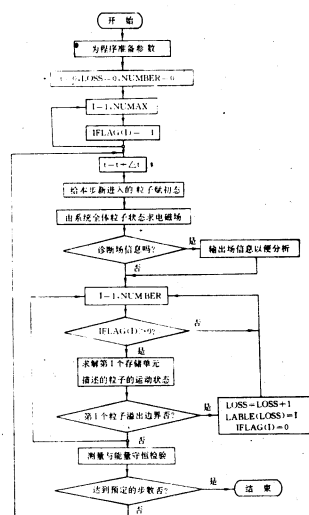 开 始
为程序准备参数
t=0,LOSS=0,NUMBER=0
I=1,NUMAX
IFLAG(I)=-1
t=t+△t
给本步新进入的粒子赋初态
由系统全体粒子状态求电磁场
诊断场信息吗?
是
输出场信息以便分析
否
I=1,NUMBER
IFLAG(I)>0?
否
是
求解第I个存储单元
描述的粒子的运动状态
第I个粒子溢出边界否?
是
LOSS=LOSS+1
LABLE(LOSS)=I
IFLAG(I)=0
否
测量与能量守恒检验
达到预定的步数否?
是
结 束
否